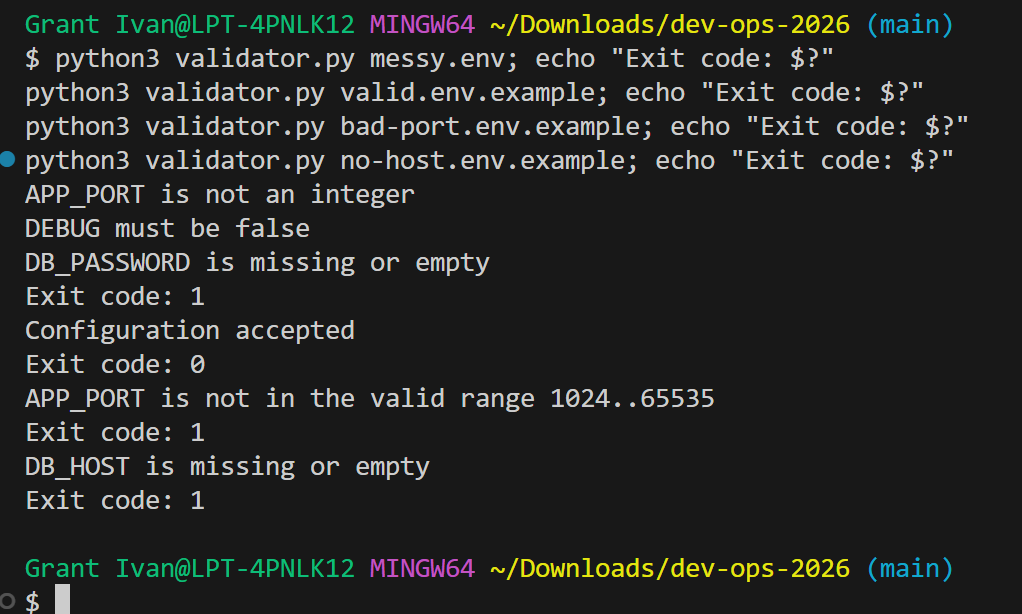 Grant Ivan@LPT-4PNLK12 MINGW64 ~/Downloads/dev-ops-2026 (main)
$ python3 validator.py messy.env; echo "Exit code: $?"
python3 validator.py valid.env.example; echo "Exit code: $?"
python3 validator.py bad-port.env.example; echo "Exit code: $?"
python3 validator.py no-host.env.example; echo "Exit code: $?"
APP_PORT is not an integer
DEBUG must be false
DB_PASSWORD is missing or empty
Exit code: 1
Configuration accepted
Exit code: 0
APP_PORT is not in the valid range 1024..65535
Exit code: 1
DB_HOST is missing or empty
Exit code: 1
Grant Ivan@LPT-4PNLK12 MINGW64 ~/Downloads/dev-ops-2026 (main)
$